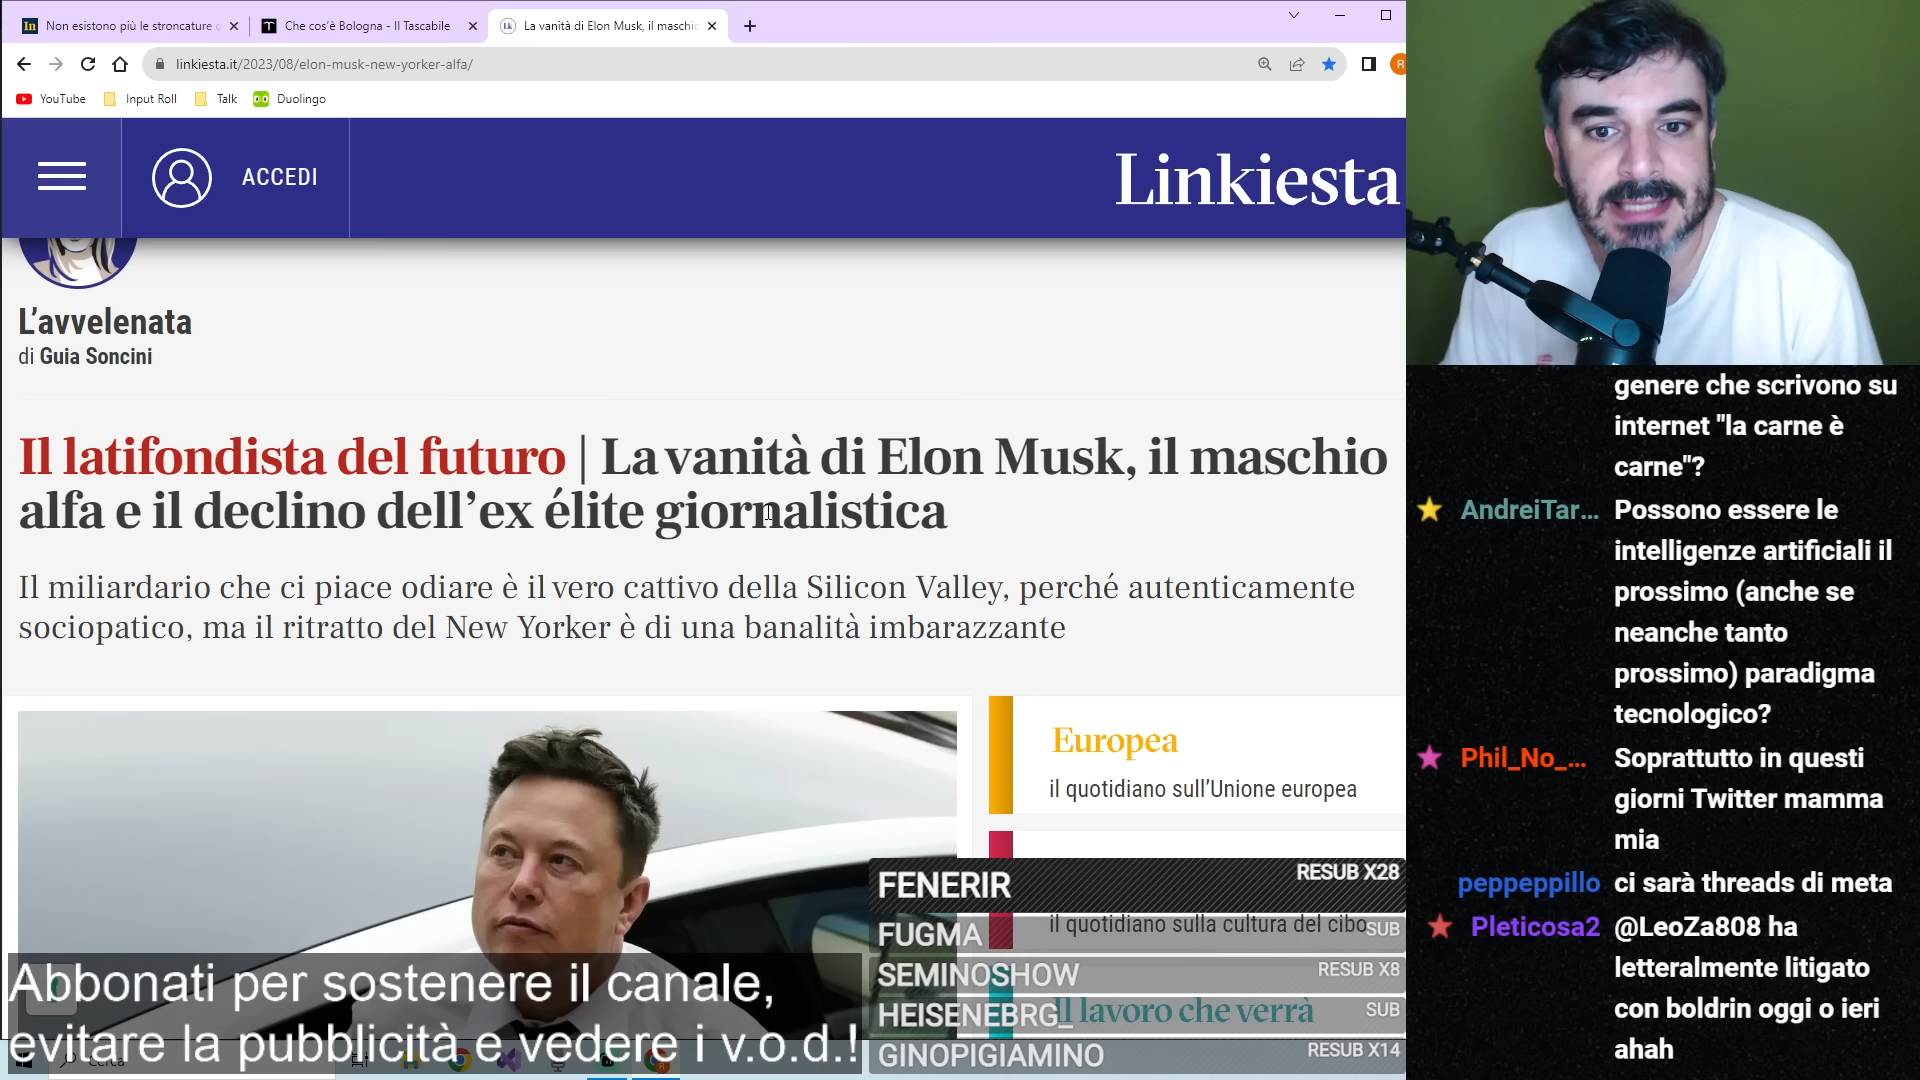 Non esistono più le stroncature
Che cos'è Bologna - Il Tascabile
La vanità di Elon Musk, il maschio
linkiesta.it/2023/08/elon-musk-new-yorker-alfa/
R
YouTube
Input Roll
Talk
Duolingo
ACCEDI
Linkiesta
L'avvelenata
di Guia Soncini
Il latifondista del futuro | La vanità di Elon Musk, il maschio
alfa e il declino dell'ex élite giornalistica
Il miliardario che ci piace odiare è il vero cattivo della Silicon Valley, perché autenticamente
sociopatico, ma il ritratto del New Yorker è di una banalità imbarazzante
Europea
il quotidiano sull'Unione europea
il quotidiano sulla cultura del cibo
Il lavoro che verrà
FENERIR RESUB X28
FUGMA SUB
SEMINOSHOW RESUB X8
HEISENEBRG_ SUB
GINOPIGIAMINO RESUB X14
Abbonati per sostenere il canale,
evitare la pubblicità e vedere i v.o.d.!
Cerca
genere che scrivono su
internet "la carne è
carne"?
AndreiTar... Possono essere le
intelligenze artificiali il
prossimo (anche se
neanche tanto
prossimo) paradigma
tecnologico?
Phil_No_... Soprattutto in questi
giorni Twitter mamma
mia
peppeppillo ci sarà threads di meta
Pleticosa2 @LeoZa808 ha
letteralmente litigato
con boldrin oggi o ieri
ahah